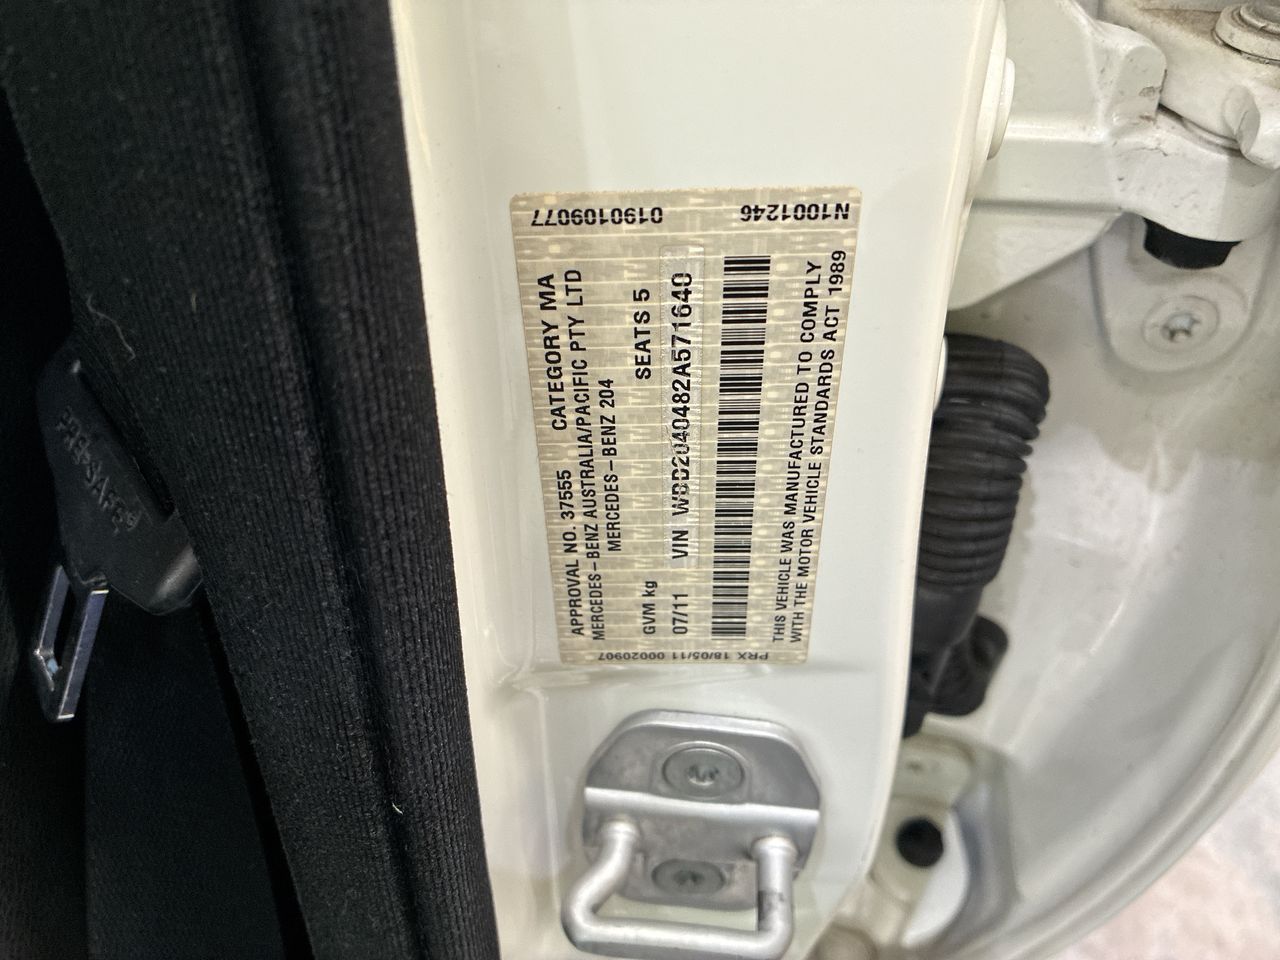 0190109077
N1001246
APPROVAL NO. 37555 CATEGORY MA
MERCEDES-BENZ AUSTRALIA/PACIFIC PTY LTD
MERCEDES-BENZ 204
GVM kg SEATS 5
07/11 VIN WDD2040482A571640
THIS VEHICLE WAS MANUFACTURED TO COMPLY
WITH THE MOTOR VEHICLE STANDARDS ACT 1989
PRX 18/05/11 00020907
PRE-SAFE®